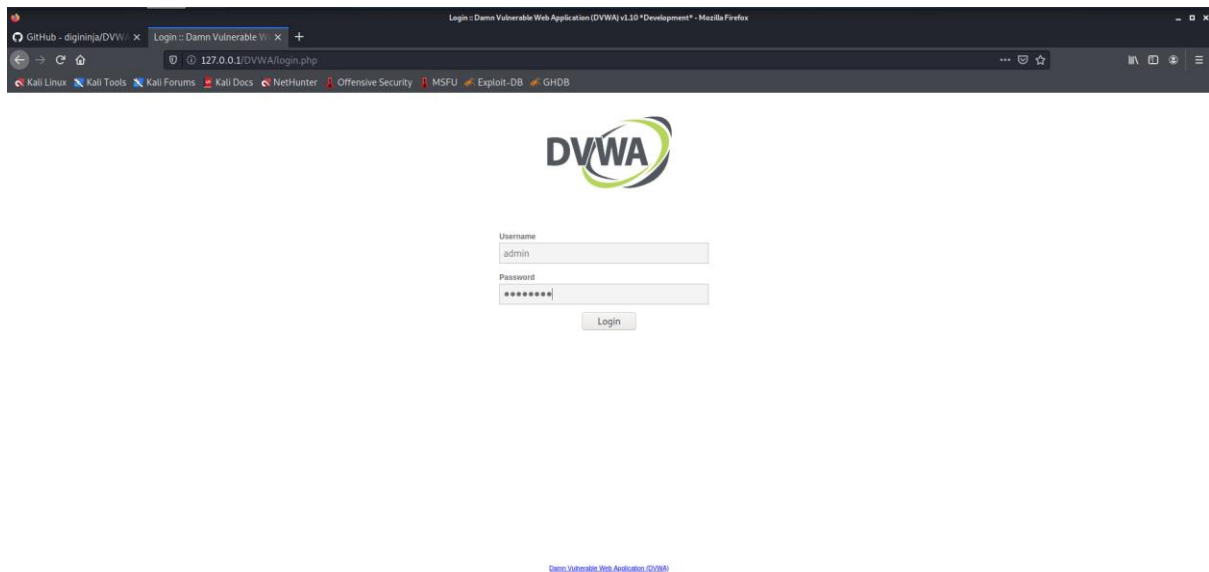 Login :: Damn Vulnerable Web Application (DVWA) v1.10 *Development* - Mozilla Firefox
GitHub - digininja/DVWA
Login :: Damn Vulnerable W
127.0.0.1/DVWA/login.php
Kali Linux Kali Tools Kali Forums Kali Docs NetHunter Offensive Security MSFU Exploit-DB GHDB
DVWA
Username
admin
Password
••••••••
Login
Damn Vulnerable Web Application (DVWA)